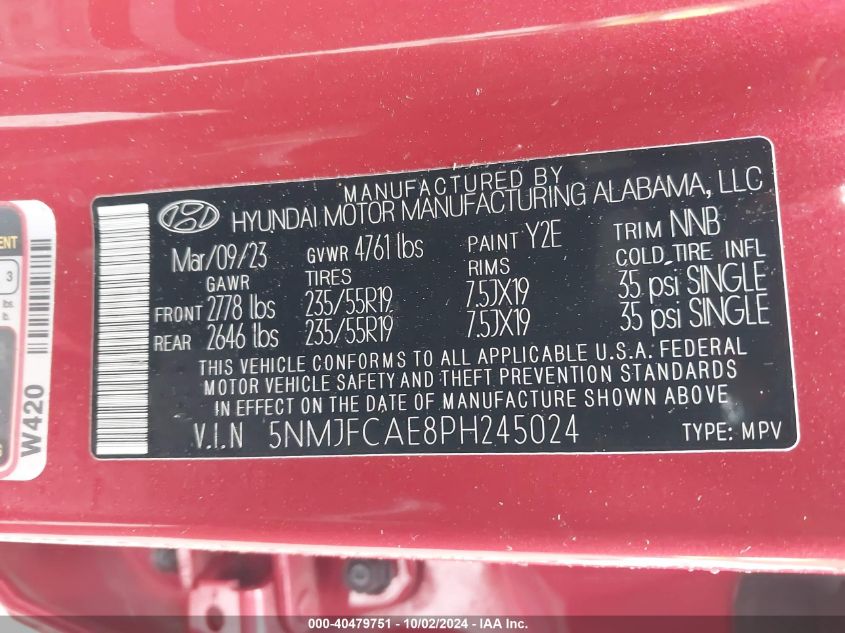 MANUFACTURED BY
HYUNDAI MOTOR MANUFACTURING ALABAMA, LLC
Mar/09/23 GVWR 4761 lbs PAINT Y2E TRIM NNB
GAWR TIRES RIMS COLD TIRE INFL
FRONT 2778 lbs 235/55R19 7.5JX19 35 psi SINGLE
REAR 2646 lbs 235/55R19 7.5JX19 35 psi SINGLE
THIS VEHICLE CONFORMS TO ALL APPLICABLE U.S.A. FEDERAL
MOTOR VEHICLE SAFETY AND THEFT PREVENTION STANDARDS
IN EFFECT ON THE DATE OF MANUFACTURE SHOWN ABOVE
V.I.N 5NMJFCAE8PH245024 TYPE: MPV
3
lbs.
W420
000-40479751 - 10/02/2024 - Copyright © IAA, LLC